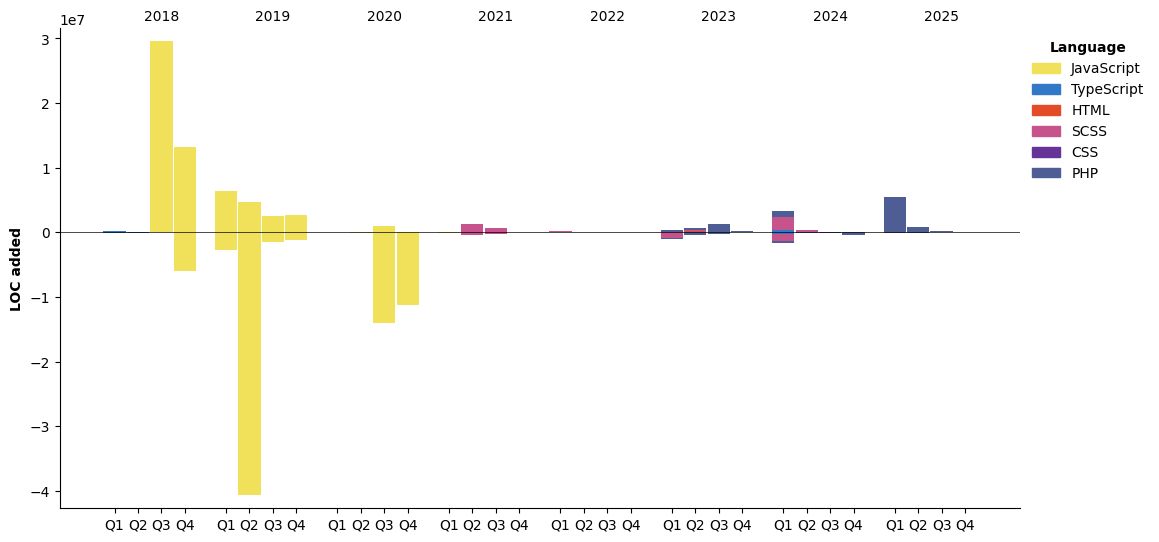 2018 2019 2020 2021 2022 2023 2024 2025
1e7
3
2
1
0
−1
−2
−3
−4
LOC added
Q1 Q2 Q3 Q4 Q1 Q2 Q3 Q4 Q1 Q2 Q3 Q4 Q1 Q2 Q3 Q4 Q1 Q2 Q3 Q4 Q1 Q2 Q3 Q4 Q1 Q2 Q3 Q4 Q1 Q2 Q3 Q4
Language
JavaScript
TypeScript
HTML
SCSS
CSS
PHP